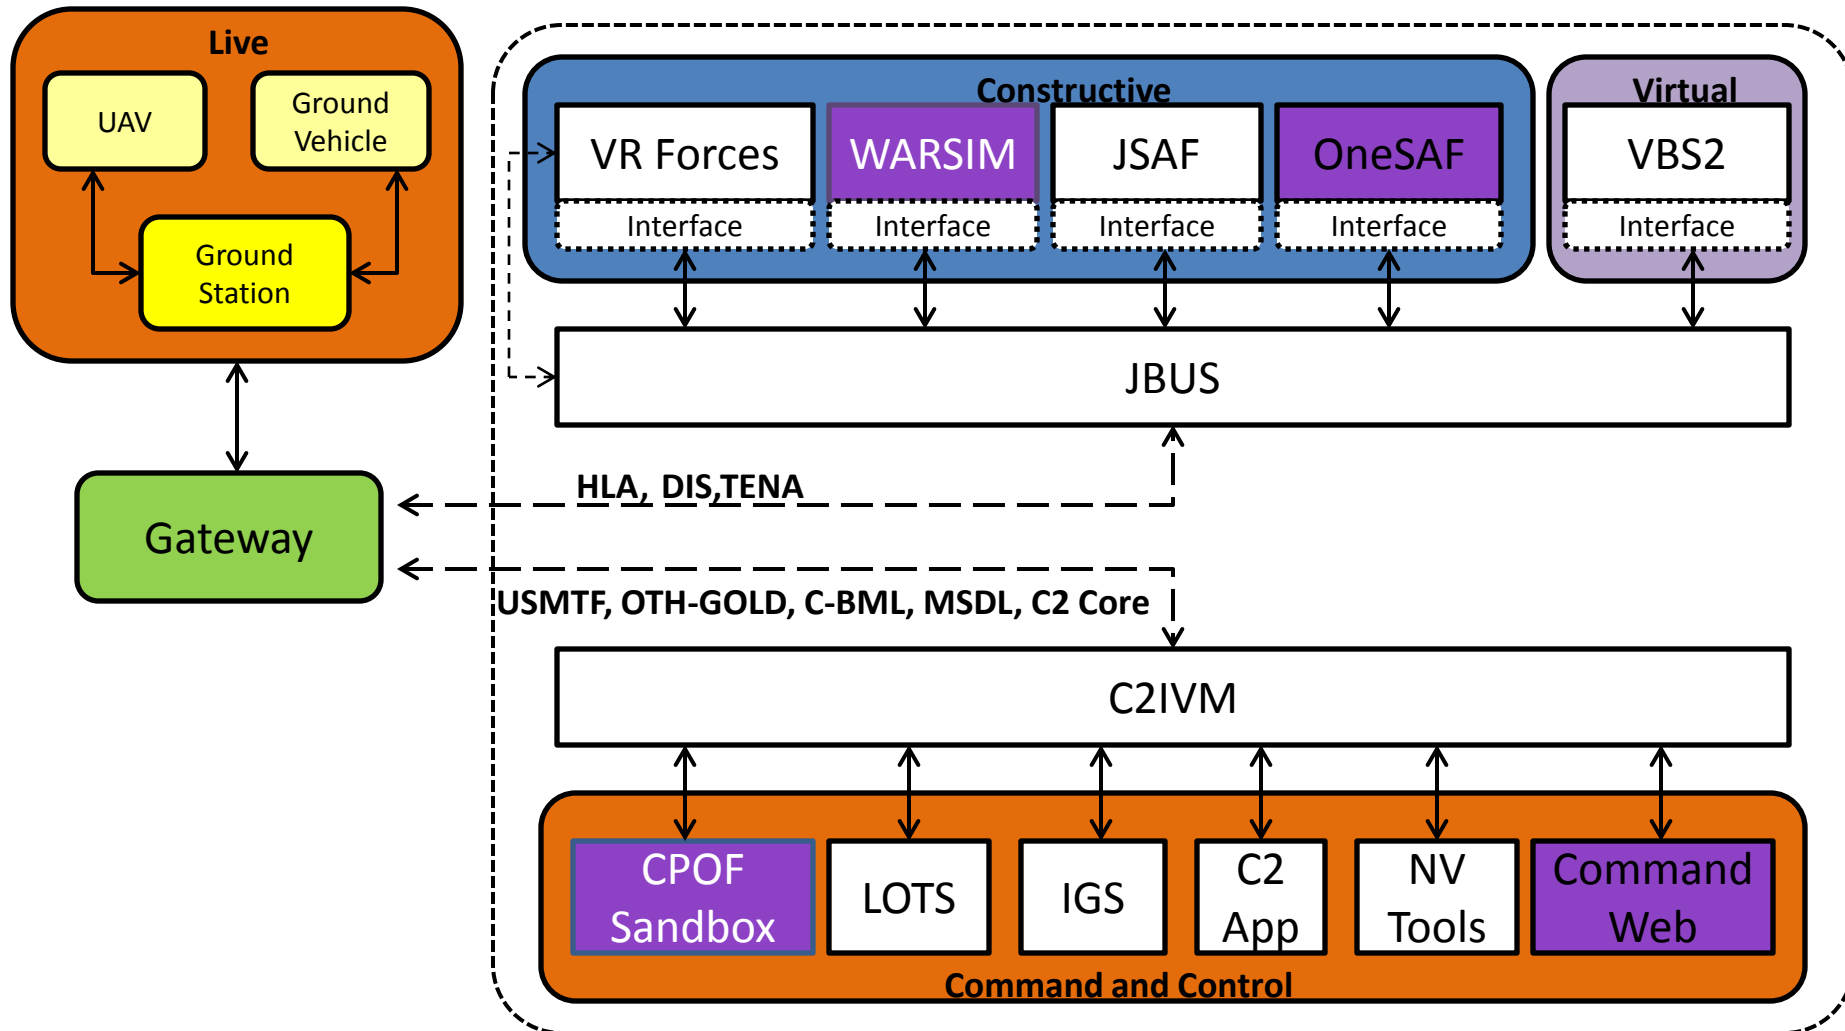 Live
UAV
Ground
Vehicle
Ground
Station
Gateway
Constructive
VR Forces
Interface
WARSIM
Interface
JSAF
Interface
OneSAF
Interface
Virtual
VBS2
Interface
JBUS
HLA, DIS,TENA
USMTF, OTH-GOLD, C-BML, MSDL, C2 Core
C2IVM
CPOF
Sandbox
LOTS
IGS
C2
App
NV
Tools
Command
Web
Command and Control